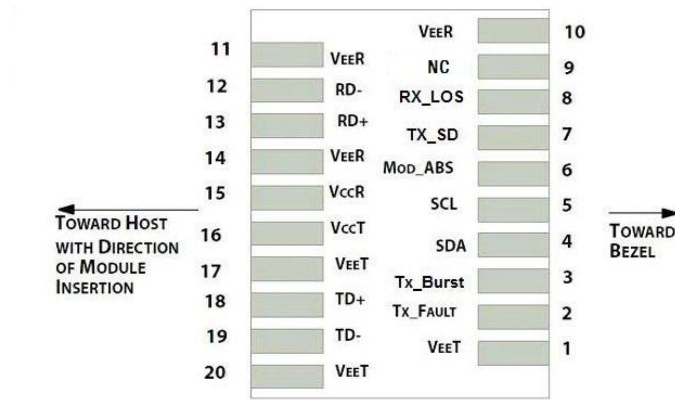 VEER 10
11 VEER
NC 9
12 RD-
RX_LOS 8
13 RD+
TX_SD 7
14 VEER
MOD_ABS 6
15 VCCR
SCL 5
TOWARD HOST
WITH DIRECTION
OF MODULE
INSERTION
16 VCCT
TOWARD
BEZEL
SDA 4
17 VEET
Tx_Burst 3
18 TD+
TX_FAULT 2
19 TD-
VEET 1
20 VEET